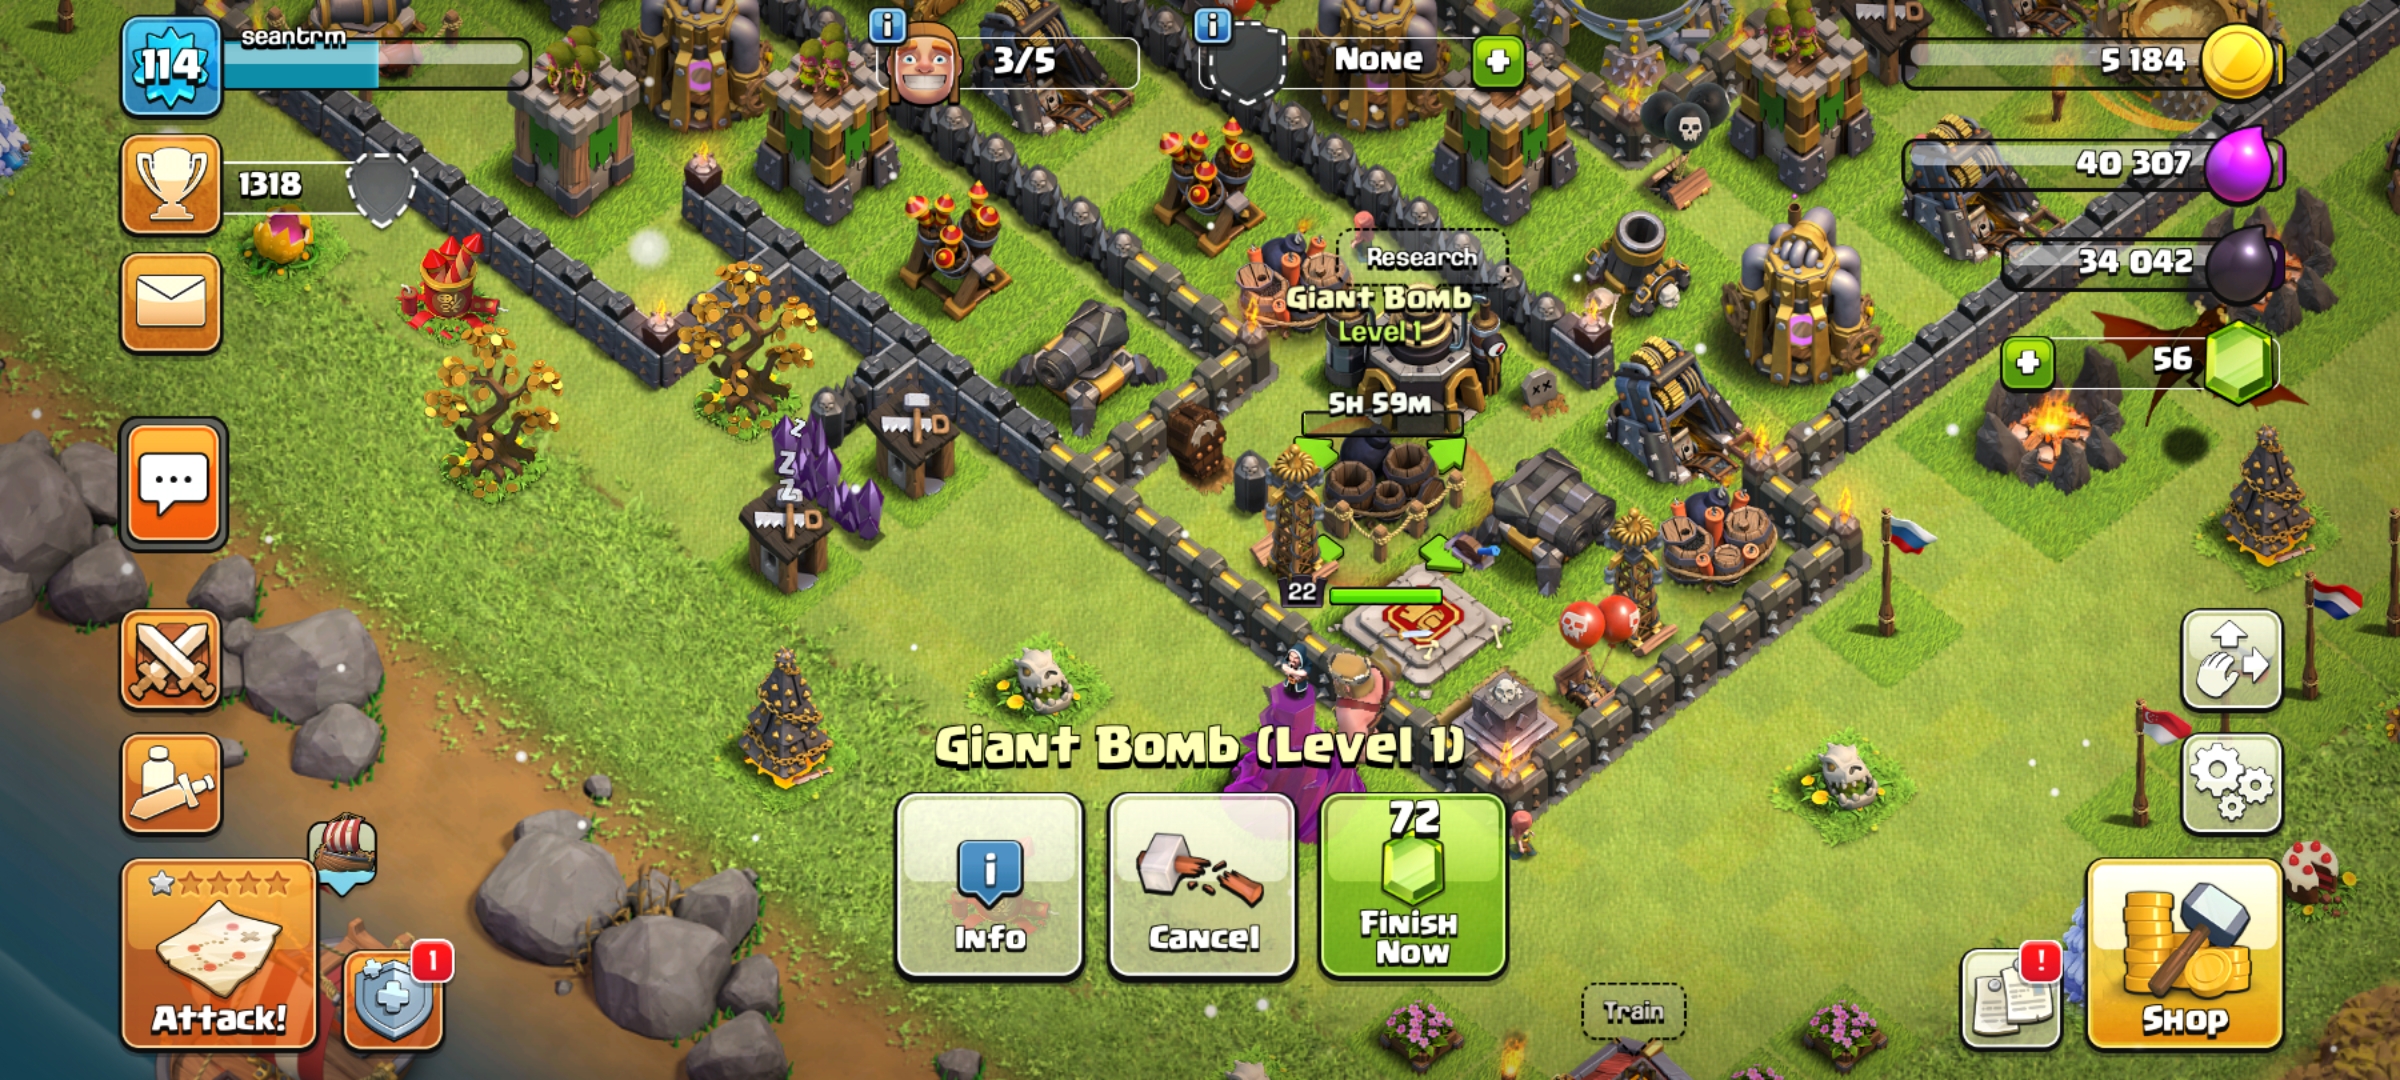 114
seantrm
3/5
None
5 184
1318
40 307
34 042
56
Research
Giant Bomb
Level 1
5H 59M
z
Z
Z
22
Giant Bomb (Level 1)
Info
Cancel
72
Finish
Now
Attack!
1
Train
!
Shop